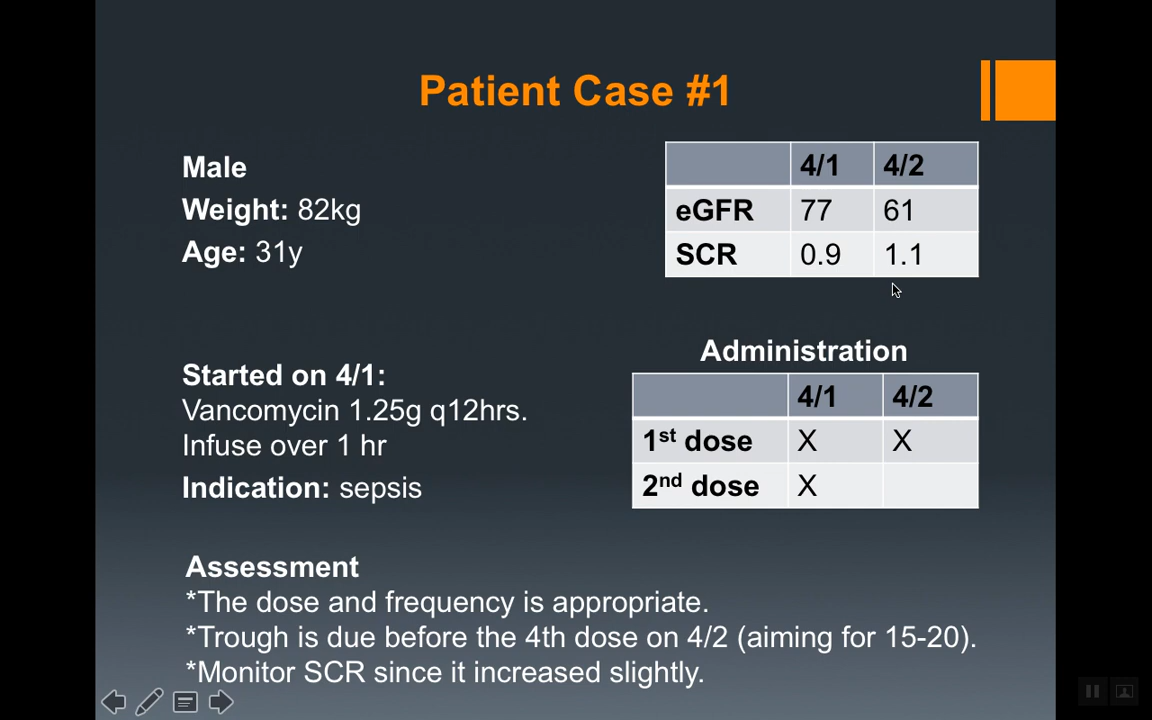 Patient Case #1
Male
Weight: 82kg
Age: 31y
4/1 4/2
eGFR 77 61
SCR 0.9 1.1
Started on 4/1:
Vancomycin 1.25g q12hrs.
Infuse over 1 hr
Indication: sepsis
Administration
4/1 4/2
1st dose X X
2nd dose X
Assessment
*The dose and frequency is appropriate.
*Trough is due before the 4th dose on 4/2 (aiming for 15-20).
*Monitor SCR since it increased slightly.